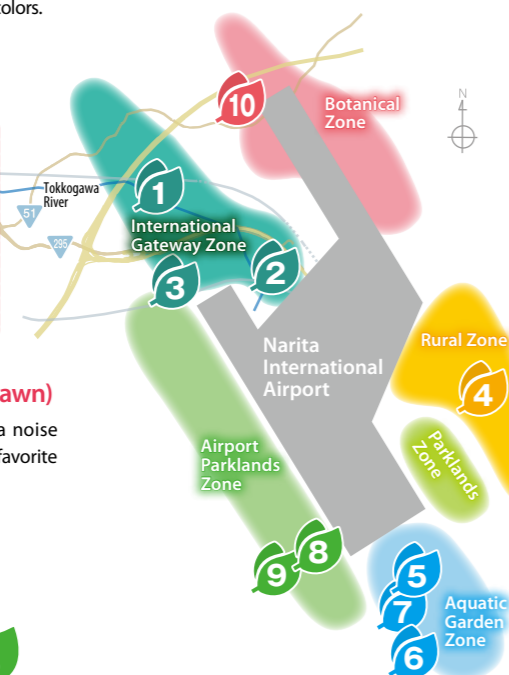 olors.
10
Botanical
Zone
N
Tokkogawa
River
1
51
295
International
Gateway Zone
2
3
Narita
International
Airport
Rural Zone
4
awn)
a noise
favorite
Airport
Parklands
Zone
Parklands
Zone
8
9
5
7
6
Aquatic
Garden
Zone